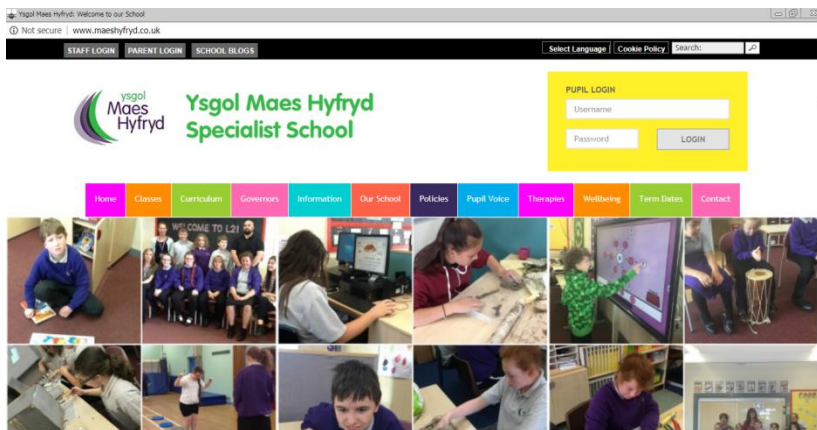 Ysgol Maes Hyfryd: Welcome to our School
Not secure | www.maeshyfryd.co.uk
STAFF LOGIN PARENT LOGIN SCHOOL BLOGS Select Language Cookie Policy Search:
ysgol
Maes
Hyfryd
Ysgol Maes Hyfryd
Specialist School
PUPIL LOGIN
Username
Password LOGIN
Home Classes Curriculum Governors Information Our School Policies Pupil Voice Therapies Wellbeing Term Dates Contact
WELCOME TO L21